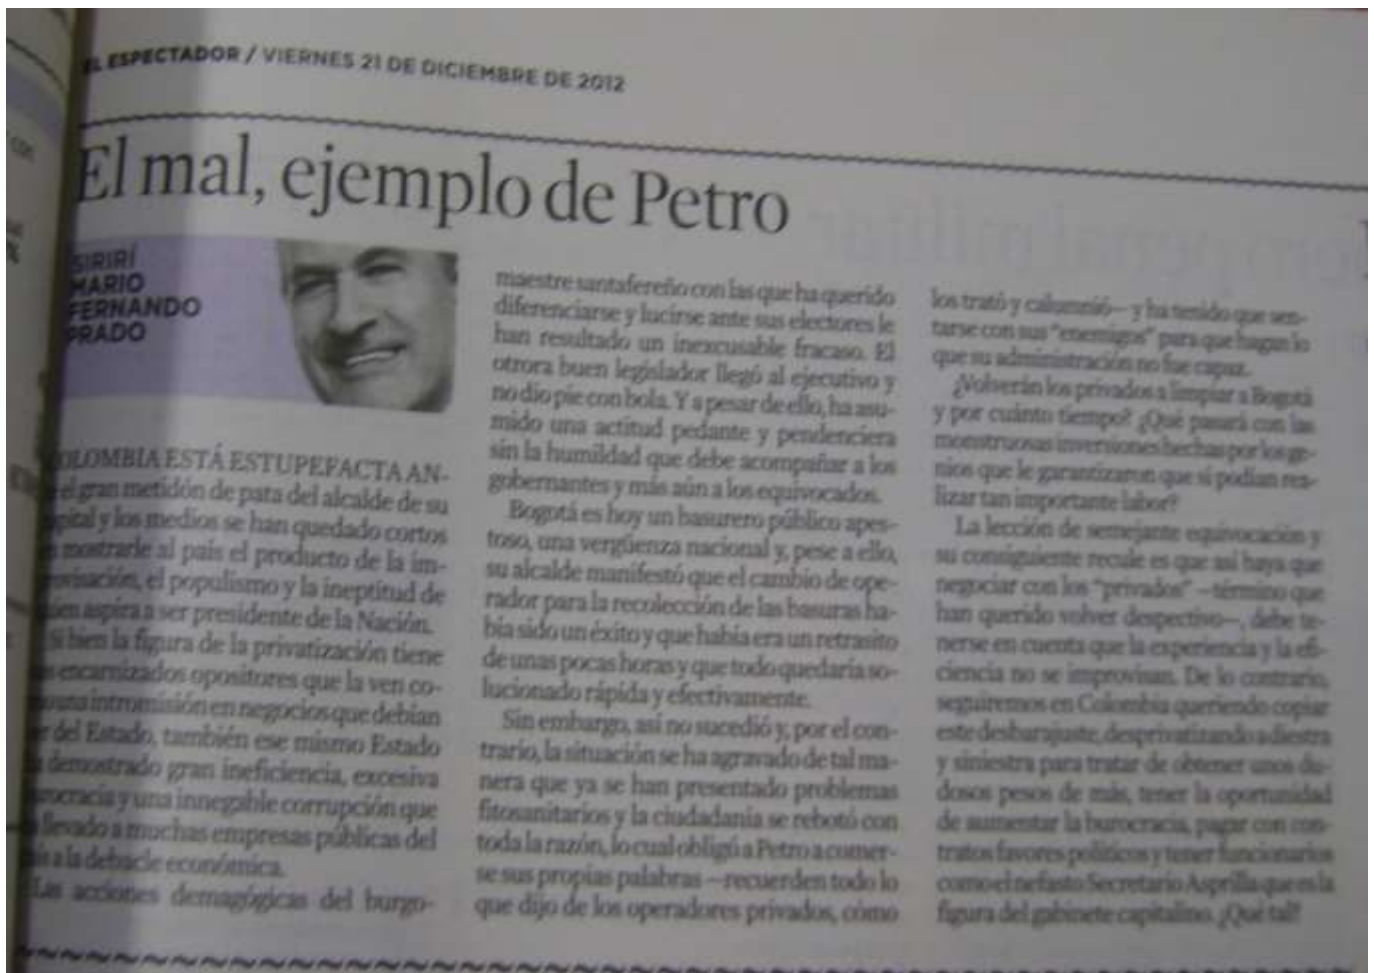 EL ESPECTADOR / VIERNES 21 DE DICIEMBRE DE 2012
El mal, ejemplo de Petro
SIRIRÍ
MARIO
FERNANDO
PRADO
COLOMBIA ESTÁ ESTUPEFACTA AN-
el gran metidón de pata del alcalde de su
capital y los medios se han quedado cortos
en mostrarle al país el producto de la im-
provisación, el populismo y la ineptitud de
quien aspira a ser presidente de la Nación.
Si bien la figura de la privatización tiene
encarnizados opositores que la ven co-
mo una intromisión en negocios que debían
ser del Estado, también ese mismo Estado
ha demostrado gran ineficiencia, excesiva
burocracia y una innegable corrupción que
ha llevado a muchas empresas públicas del
país a la debacle económica.
Las acciones demagógicas del burgo-
maestre santafereño con las que ha querido
diferenciarse y lucirse ante sus electores le
han resultado un inexcusable fracaso. El
otrora buen legislador llegó al ejecutivo y
no dio pie con bola. Y a pesar de ello, ha asu-
mido una actitud pedante y pendenciera
sin la humildad que debe acompañar a los
gobernantes y más aún a los equivocados.
Bogotá es hoy un basurero público apes-
toso, una vergüenza nacional y, pese a ello,
su alcalde manifestó que el cambio de ope-
rador para la recolección de las basuras ha-
bía sido un éxito y que había era un retrasito
de unas pocas horas y que todo quedaría so-
lucionado rápida y efectivamente.
Sin embargo, así no sucedió y, por el con-
trario, la situación se ha agravado de tal ma-
nera que ya se han presentado problemas
fitosanitarios y la ciudadanía se rebotó con
toda la razón, lo cual obligó a Petro a comer-
se sus propias palabras —recuerden todo lo
que dijo de los operadores privados, cómo
los trató y calumnió— y ha tenido que sen-
tarse con sus "enemigos" para que hagan lo
que su administración no fue capaz.
¿Volverán los privados a limpiar a Bogotá
y por cuánto tiempo? ¿Qué pasará con las
monstruosas inversiones hechas por los ge-
nios que le garantizaron que sí podían rea-
lizar tan importante labor?
La lección de semejante equivocación y
su consiguiente recule es que así haya que
negociar con los "privados" —término que
han querido volver despectivo—, debe te-
nerse en cuenta que la experiencia y la efi-
ciencia no se improvisan. De lo contrario,
seguiremos en Colombia queriendo copiar
este desbarajuste, desprivatizando a diestra
y siniestra para tratar de obtener unos du-
dosos pesos de más, tener la oportunidad
de aumentar la burocracia, pagar con con-
tratos favores políticos y tener funcionarios
como el nefasto Secretario Asprilla que es la
figura del gabinete capitalino. ¿Qué tal?